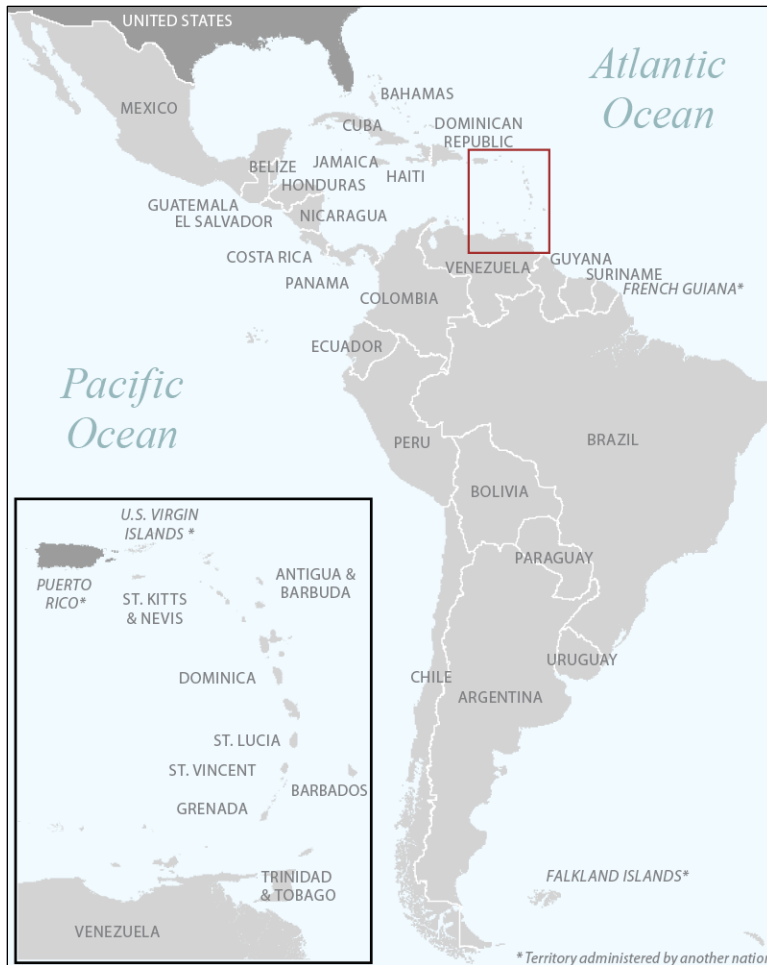 UNITED STATES
Atlantic
Ocean
BAHAMAS
MEXICO
CUBA
DOMINICAN
REPUBLIC
BELIZE
JAMAICA
HAITI
HONDURAS
GUATEMALA
EL SALVADOR
NICARAGUA
COSTA RICA
PANAMA
VENEZUELA
GUYANA
SURINAME
FRENCH GUIANA*
COLOMBIA
ECUADOR
Pacific
Ocean
PERU
BRAZIL
BOLIVIA
PARAGUAY
CHILE
URUGUAY
ARGENTINA
FALKLAND ISLANDS*
U.S. VIRGIN
ISLANDS *
PUERTO
RICO*
ST. KITTS
& NEVIS
ANTIGUA &
BARBUDA
DOMINICA
ST. LUCIA
ST. VINCENT
BARBADOS
GRENADA
TRINIDAD
& TOBAGO
VENEZUELA
* Territory administered by another nation